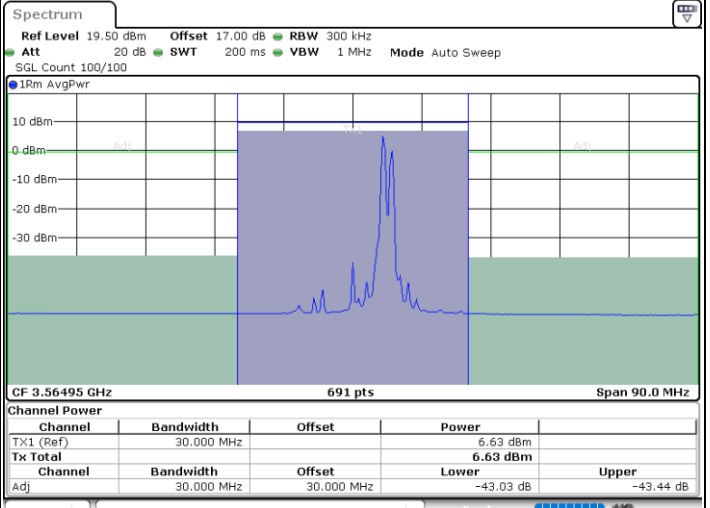 Spectrum
Ref Level 19.50 dBm Offset 17.00 dB RBW 300 kHz
Att 20 dB SWT 200 ms VBW 1 MHz Mode Auto Sweep
SGL Count 100/100
1Rm AvgPwr
10 dBm
TX1
Adj 0 dBm Adj
-10 dBm
-20 dBm
-30 dBm
CF 3.56495 GHz 691 pts Span 90.0 MHz
Channel Power
Channel Bandwidth Offset Power
TX1 (Ref) 30.000 MHz 6.63 dBm
Tx Total 6.63 dBm
Channel Bandwidth Offset Lower Upper
Adj 30.000 MHz 30.000 MHz -43.03 dB -43.44 dB